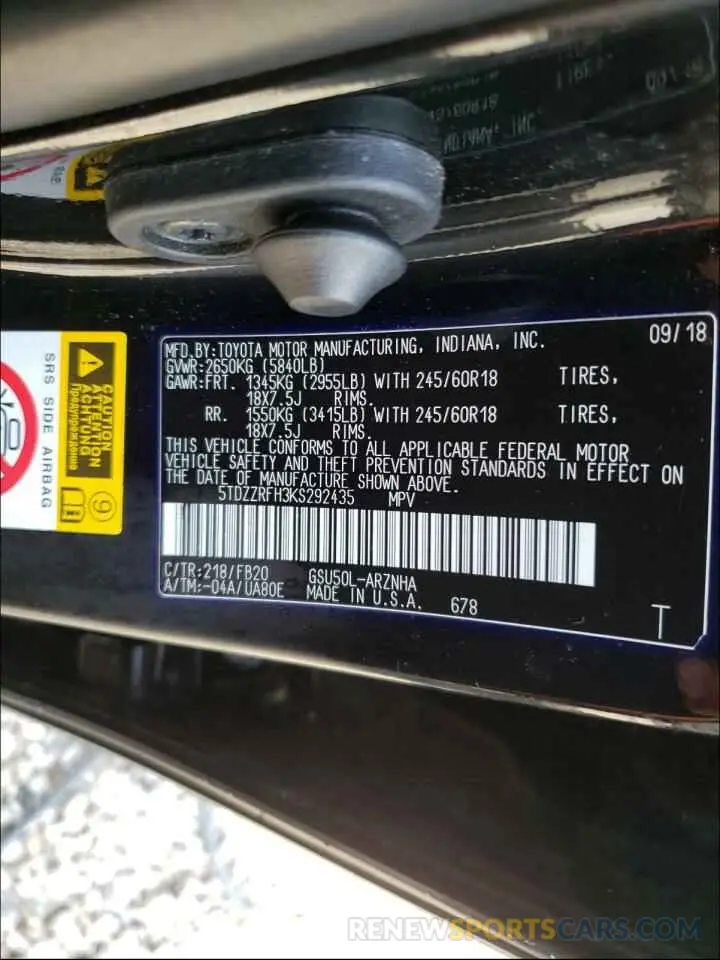 MFD.BY:TOYOTA MOTOR MANUFACTURING, INDIANA, INC. 09/18
GVWR:2650KG (5840LB)
GAWR:FRT. 1345KG (2955LB) WITH 245/60R18 TIRES,
18X7.5J RIMS.
RR. 1550KG (3415LB) WITH 245/60R18 TIRES,
18X7.5J RIMS.
THIS VEHICLE CONFORMS TO ALL APPLICABLE FEDERAL MOTOR
VEHICLE SAFETY AND THEFT PREVENTION STANDARDS IN EFFECT ON
THE DATE OF MANUFACTURE SHOWN ABOVE.
5TDZZRFH3KS292435 MPV
C/TR:218/FB20 GSU50L-ARZNHA
A/TM:-04A/UA80E MADE IN U.S.A. 678
T
SRS SIDE AIRBAG
CAUTION
ATTENTION
ACHTUNG
Предупреждение
9
RENEWSPORTSCARS.COM